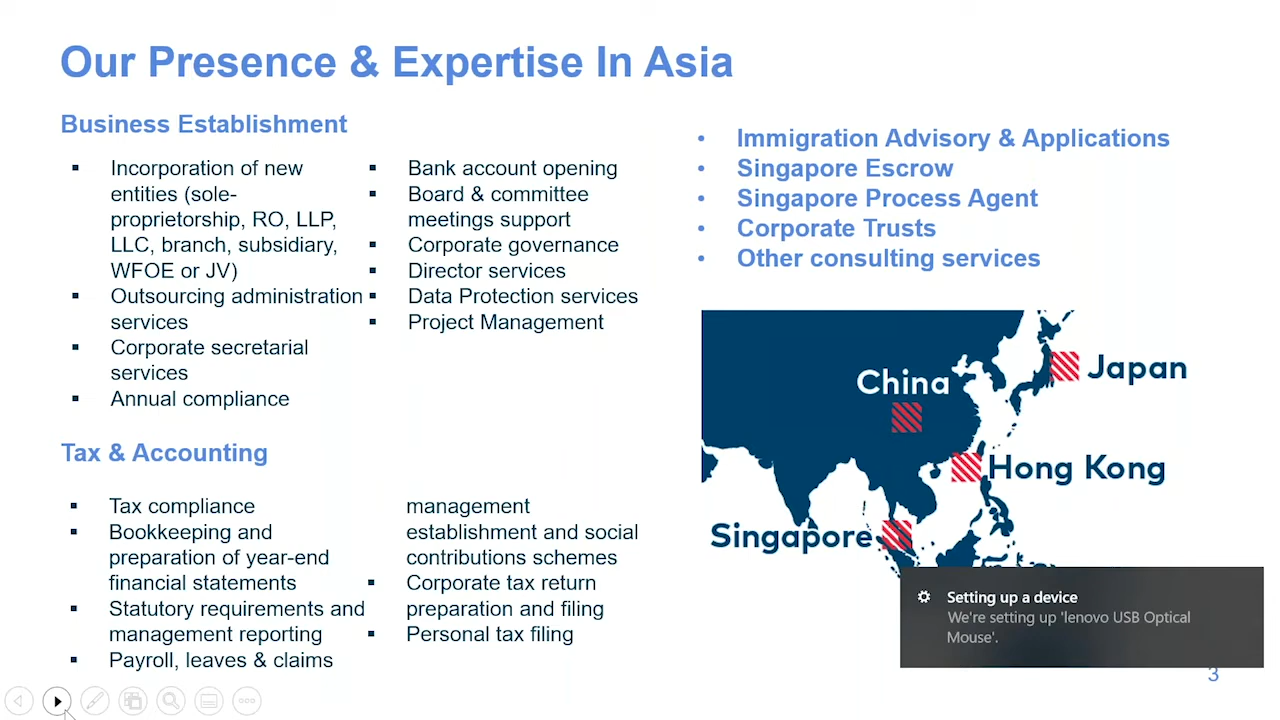 Our Presence & Expertise In Asia
Business Establishment
Incorporation of new
entities (sole-
proprietorship, RO, LLP,
LLC, branch, subsidiary,
WFOE or JV)
Outsourcing administration
services
Corporate secretarial
services
Annual compliance
Bank account opening
Board & committee
meetings support
Corporate governance
Director services
Data Protection services
Project Management
Tax & Accounting
Tax compliance
Bookkeeping and
preparation of year-end
financial statements
Statutory requirements and
management reporting
Payroll, leaves & claims
management
establishment and social
contributions schemes
Corporate tax return
preparation and filing
Personal tax filing
Immigration Advisory & Applications
Singapore Escrow
Singapore Process Agent
Corporate Trusts
Other consulting services
China
Japan
Hong Kong
Singapore
Setting up a device
We're setting up 'lenovo USB Optical
Mouse'.
3